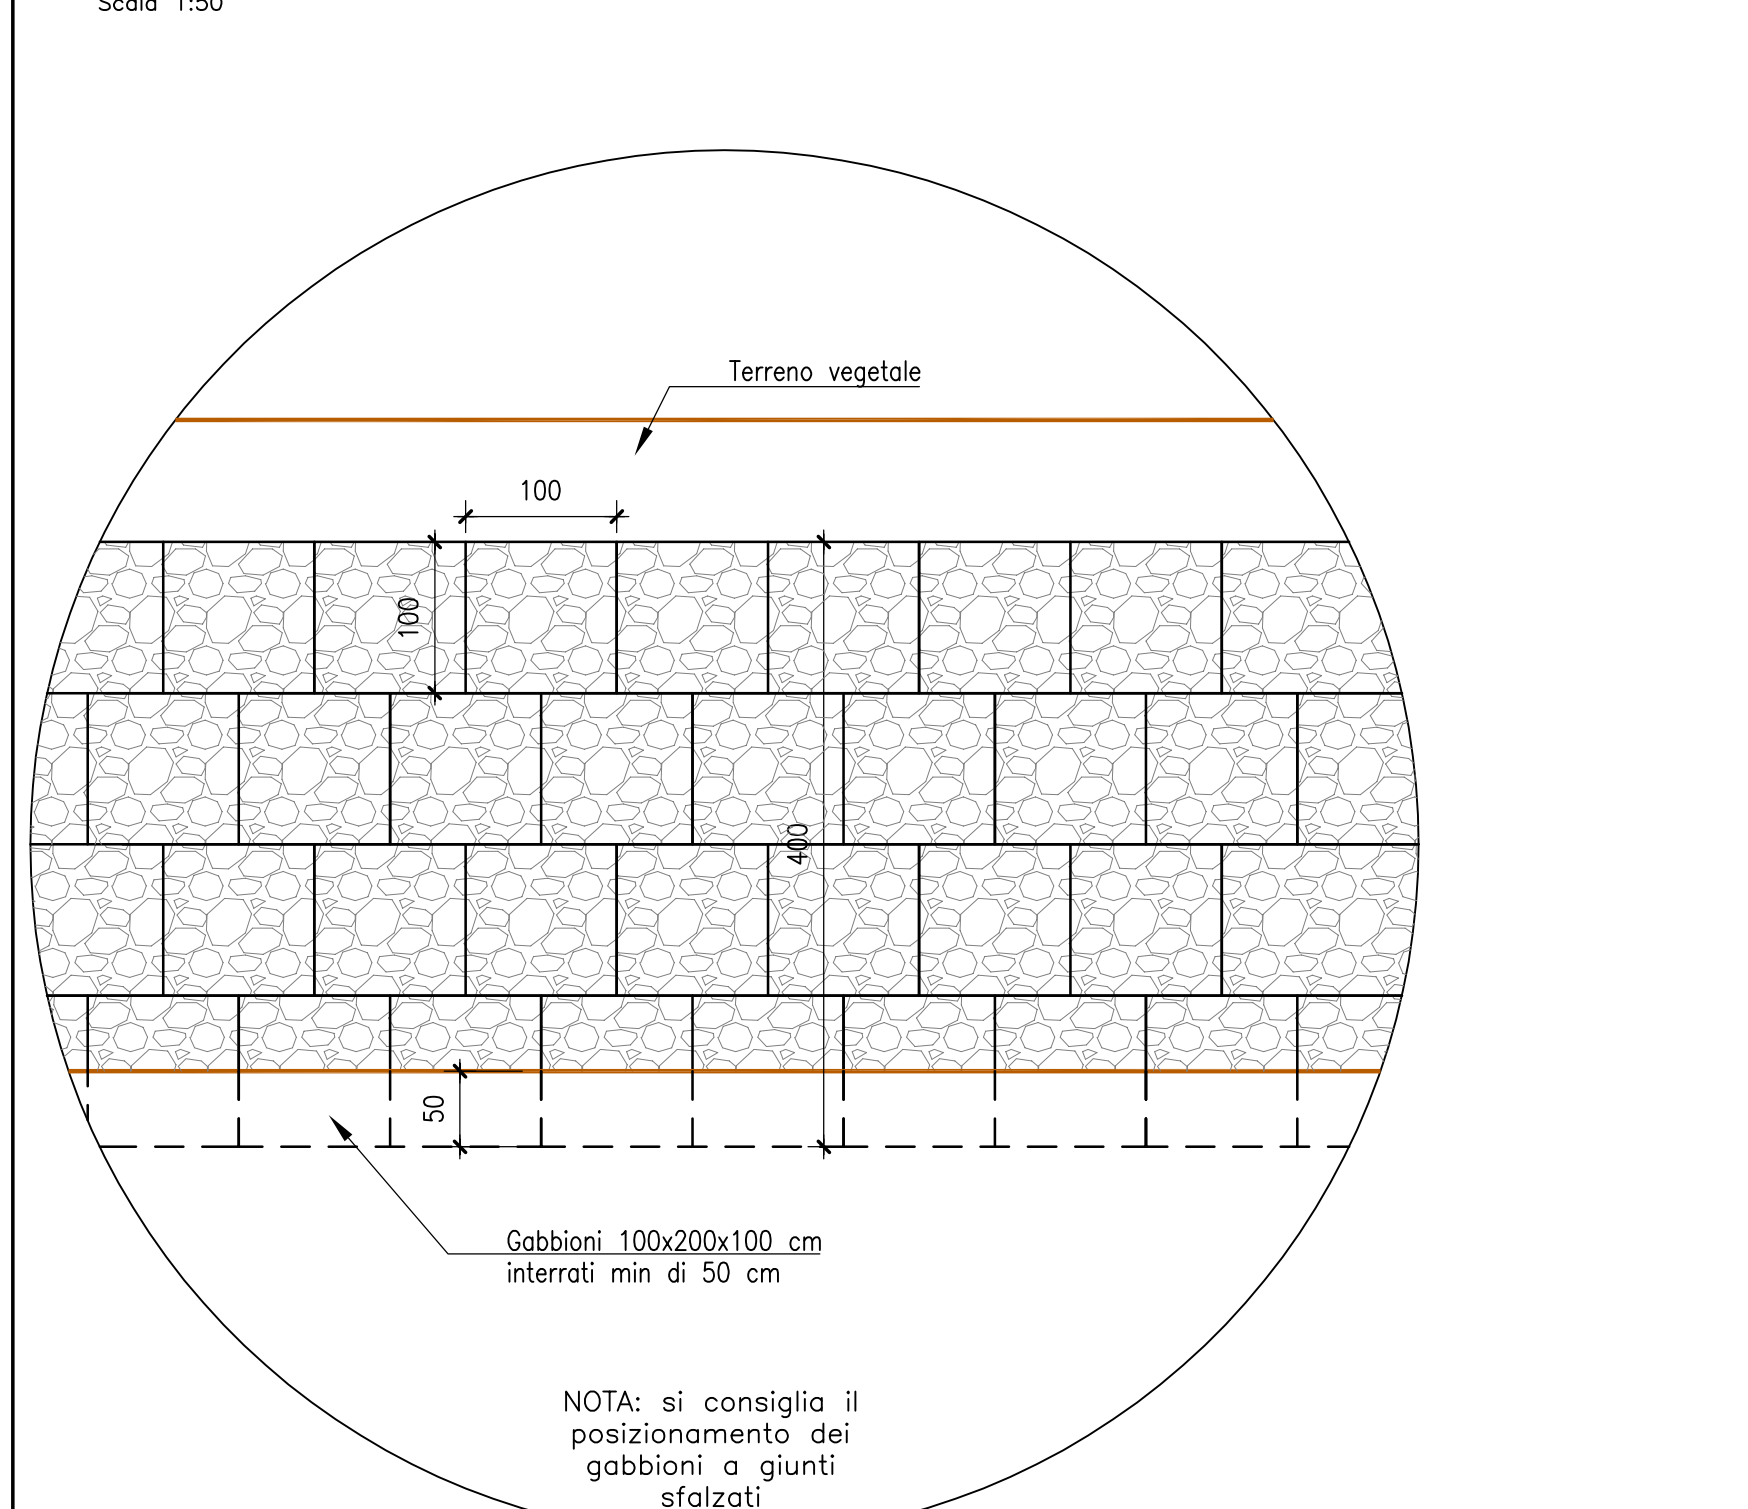 Scala 1:50
Terreno vegetale
100
100
400
50
Gabbioni 100x200x100 cm
interrati min di 50 cm
NOTA: si consiglia il
posizionamento dei
gabbioni a giunti
sfalzati